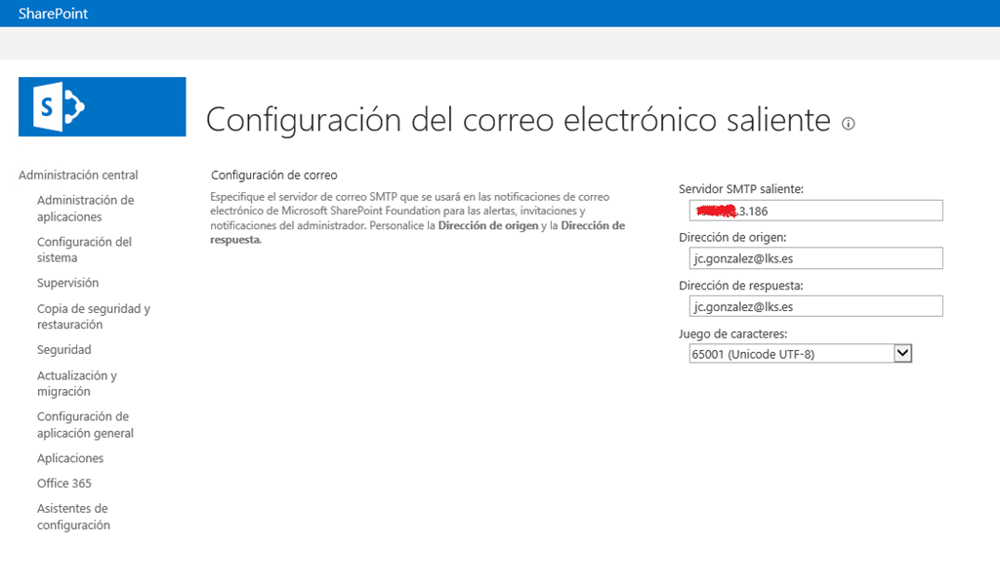 SharePoint
S
Configuración del correo electrónico saliente
Administración central
Administración de
aplicaciones
Configuración del
sistema
Supervisión
Copia de seguridad y
restauración
Seguridad
Actualización y
migración
Configuración de
aplicación general
Aplicaciones
Office 365
Asistentes de
configuración
Configuración de correo
Especifique el servidor de correo SMTP que se usará en las notificaciones de correo
electrónico de Microsoft SharePoint Foundation para las alertas, invitaciones y
notificaciones del administrador. Personalice la Dirección de origen y la Dirección de
respuesta.
Servidor SMTP saliente:
.3.186
Dirección de origen:
jc.gonzalez@lks.es
Dirección de respuesta:
jc.gonzalez@lks.es
Juego de caracteres:
65001 (Unicode UTF-8)